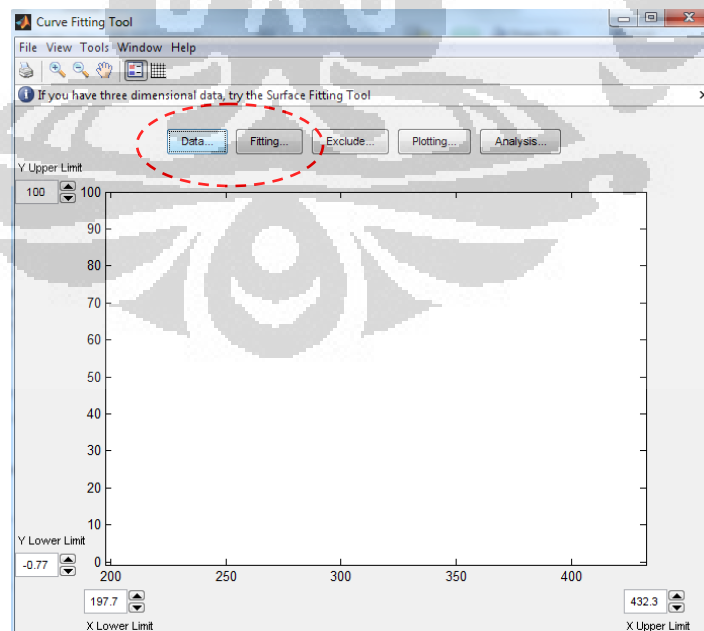 Curve Fitting Tool
File View Tools Window Help
If you have three dimensional data, try the Surface Fitting Tool
Data... Fitting... Exclude... Plotting... Analysis...
Y Upper Limit
100
100
90
80
70
60
50
40
30
20
10
0
Y Lower Limit
-0.77
200 250 300 350 400
197.7 432.3
X Lower Limit X Upper Limit